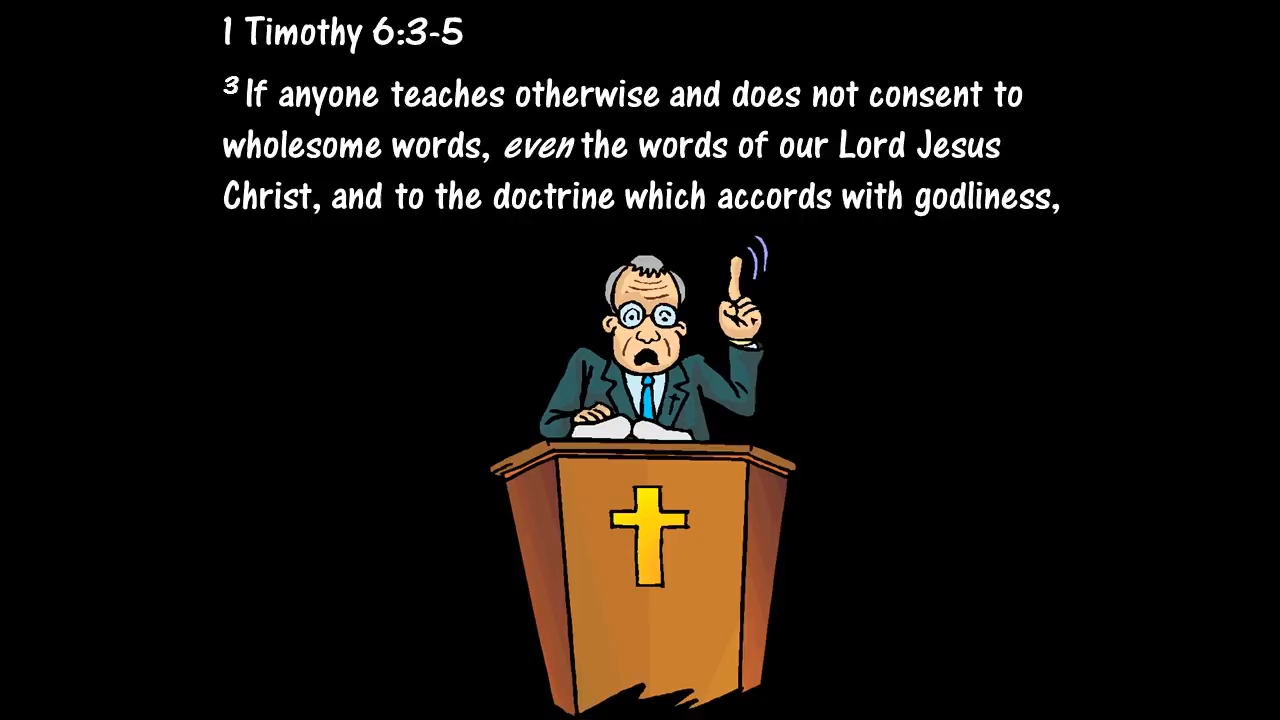 1 Timothy 6:3-5
³ If anyone teaches otherwise and does not consent to
wholesome words, even the words of our Lord Jesus
Christ, and to the doctrine which accords with godliness,